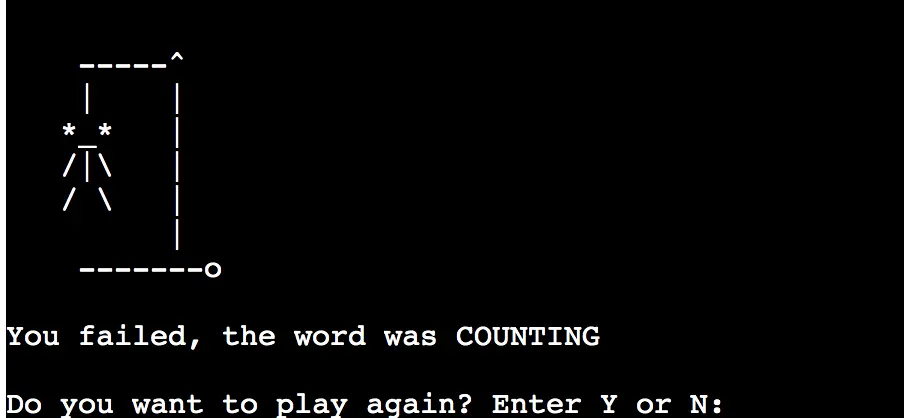 -----^
|     |
*_*    |
/|\    |
/ \    |
|
-------o
You failed, the word was COUNTING
Do you want to play again? Enter Y or N: